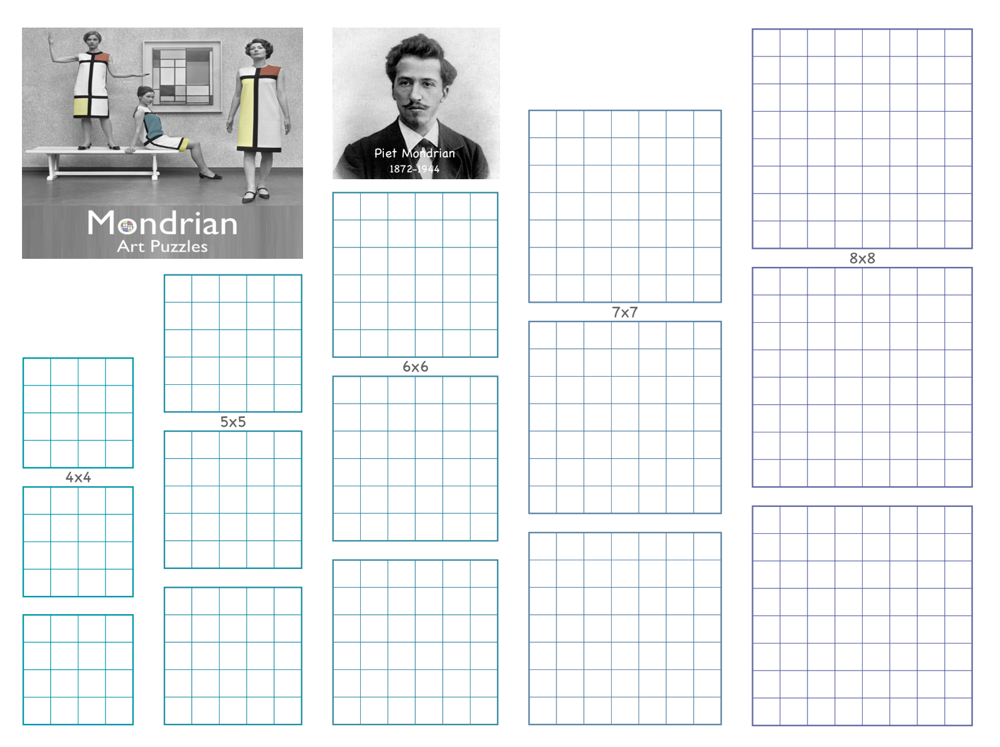 Mondrian
Art Puzzles
Piet Mondrian
1872-1944
4x4
5x5
6x6
7x7
8x8